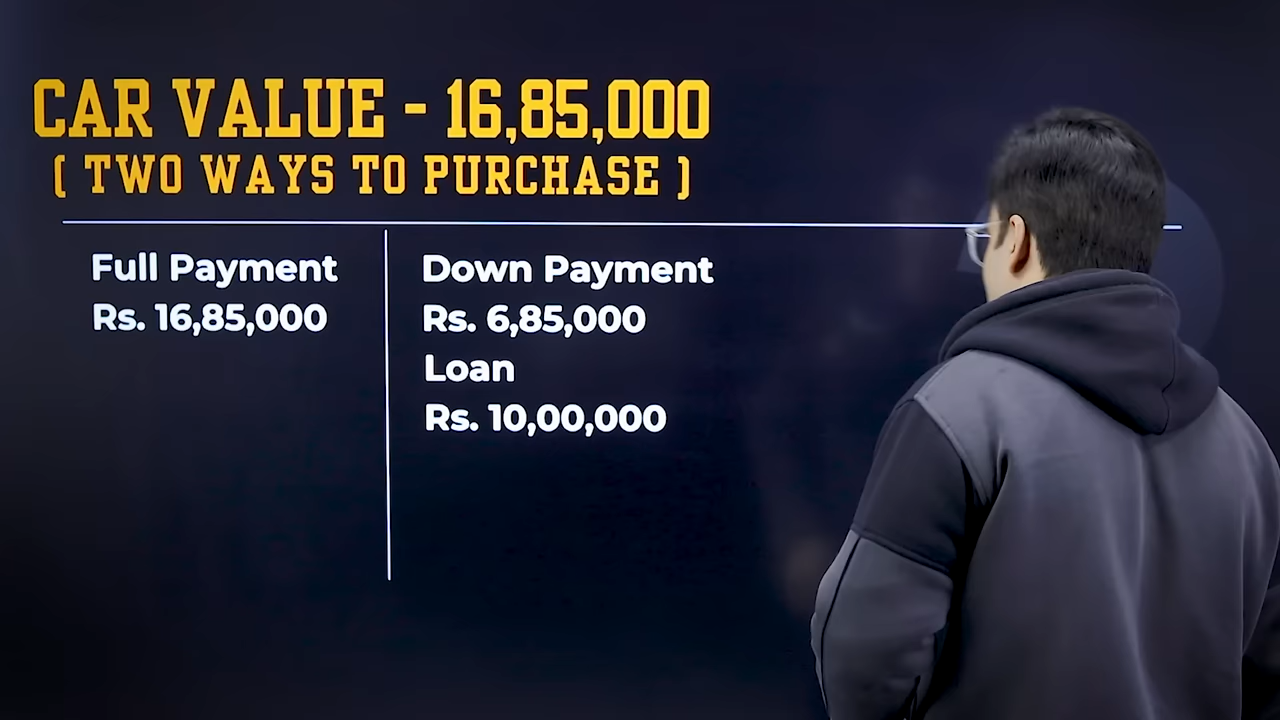 CAR VALUE - 16,85,000
( TWO WAYS TO PURCHASE )
Full Payment
Rs. 16,85,000
Down Payment
Rs. 6,85,000
Loan
Rs. 10,00,000